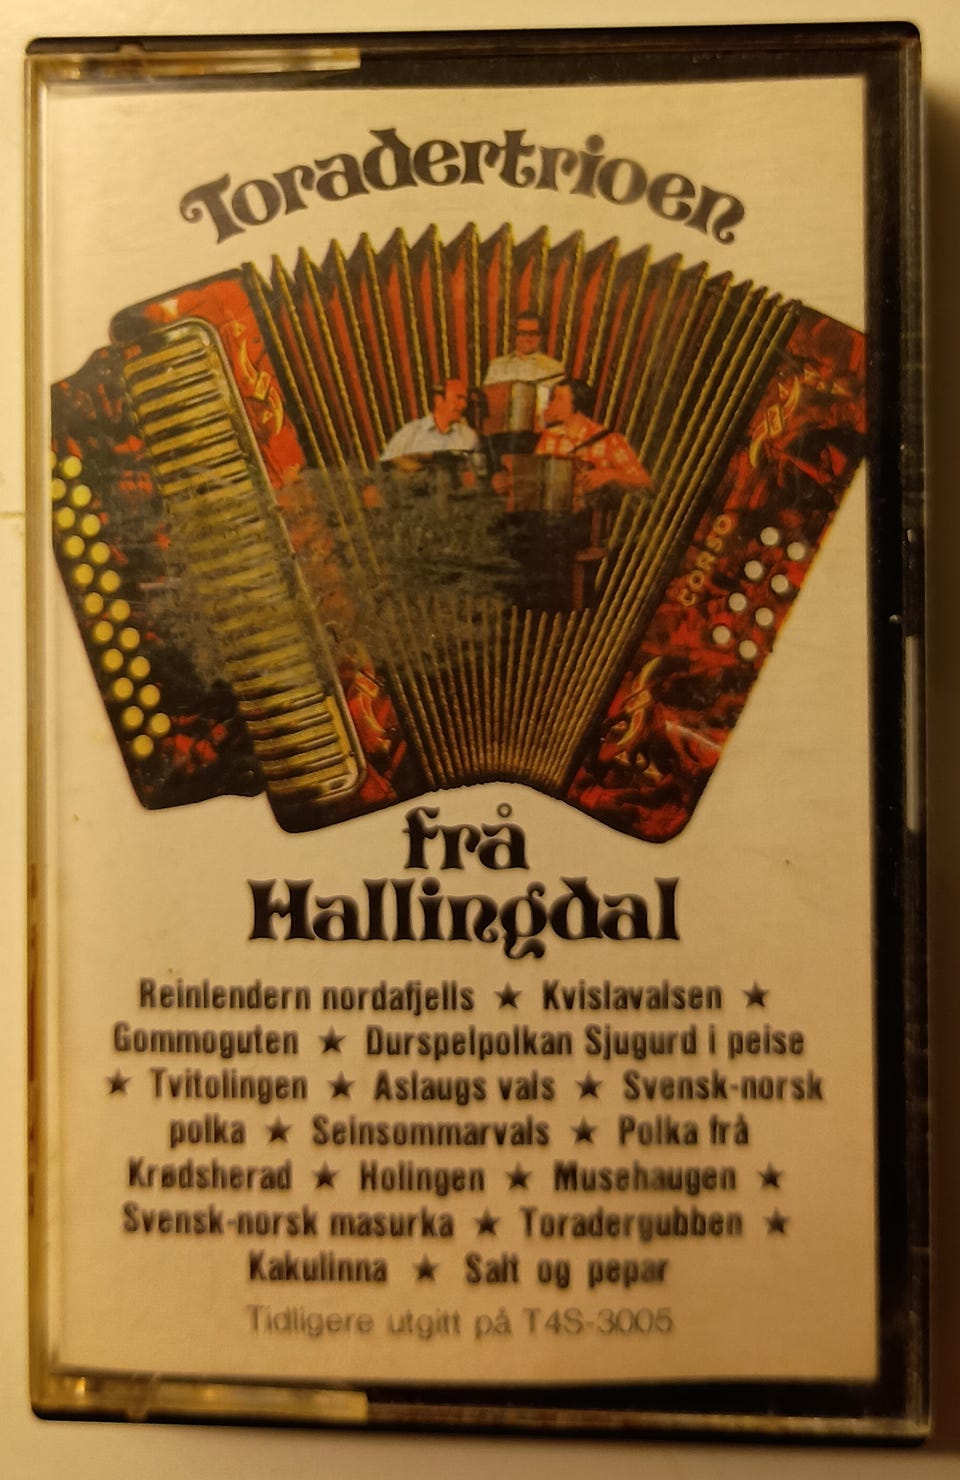 Toradertrioen
CORSO
frå
Hallingdal
Reinlendern nordafjells ★ Kvislavalsen ★
Gommoguten ★ Durspelpolkan Sjugurd i peise
★ Tvitolingen ★ Aslaugs vals ★ Svensk-norsk
polka ★ Seinsommarvals ★ Polka frå
Krødsherad ★ Holingen ★ Musehaugen ★
Svensk-norsk masurka ★ Toradergubben ★
Kakulinna ★ Salt og pepar
Tidligere utgitt på T4S-3005